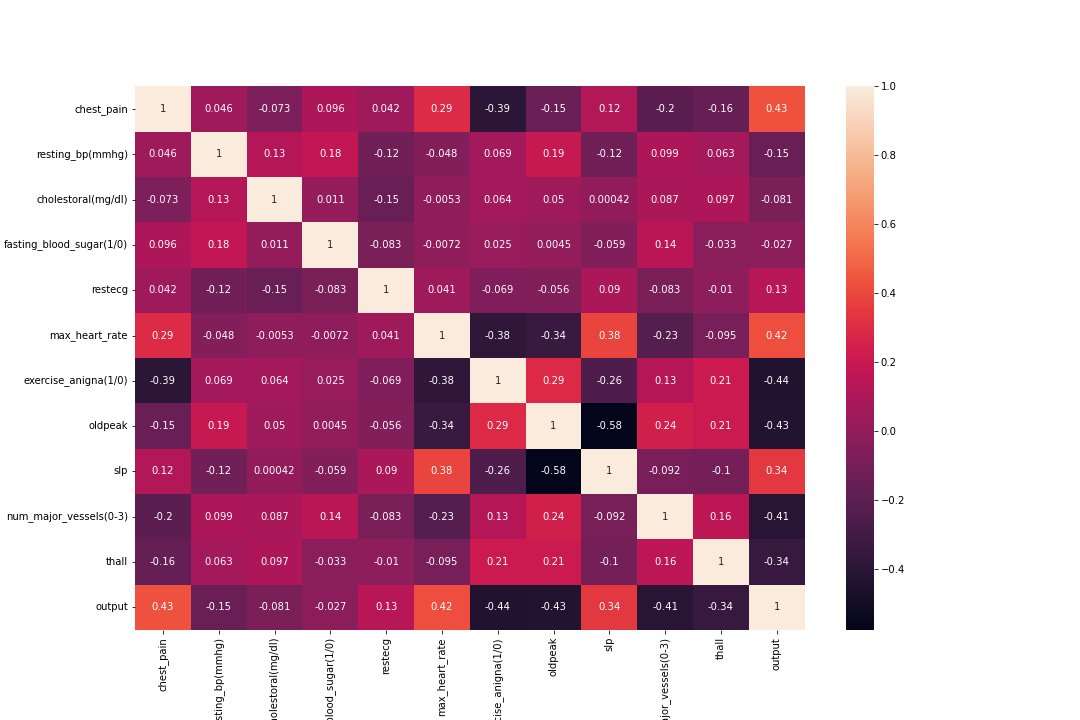 chest_pain 1 0.046 -0.073 0.096 0.042 0.29 -0.39 -0.15 0.12 -0.2 -0.16 0.43
resting_bp(mmhg) 0.046 1 0.13 0.18 -0.12 -0.048 0.069 0.19 -0.12 0.099 0.063 -0.15
cholestoral(mg/dl) -0.073 0.13 1 0.011 -0.15 -0.0053 0.064 0.05 0.00042 0.087 0.097 -0.081
fasting_blood_sugar(1/0) 0.096 0.18 0.011 1 -0.083 -0.0072 0.025 0.0045 -0.059 0.14 -0.033 -0.027
restecg 0.042 -0.12 -0.15 -0.083 1 0.041 -0.069 -0.056 0.09 -0.083 -0.01 0.13
max_heart_rate 0.29 -0.048 -0.0053 -0.0072 0.041 1 -0.38 -0.34 0.38 -0.23 -0.095 0.42
exercise_anigna(1/0) -0.39 0.069 0.064 0.025 -0.069 -0.38 1 0.29 -0.26 0.13 0.21 -0.44
oldpeak -0.15 0.19 0.05 0.0045 -0.056 -0.34 0.29 1 -0.58 0.24 0.21 -0.43
slp 0.12 -0.12 0.00042 -0.059 0.09 0.38 -0.26 -0.58 1 -0.092 -0.1 0.34
num_major_vessels(0-3) -0.2 0.099 0.087 0.14 -0.083 -0.23 0.13 0.24 -0.092 1 0.16 -0.41
thall -0.16 0.063 0.097 -0.033 -0.01 -0.095 0.21 0.21 -0.1 0.16 1 -0.34
output 0.43 -0.15 -0.081 -0.027 0.13 0.42 -0.44 -0.43 0.34 -0.41 -0.34 1
chest_pain
sting_bp(mmhg)
olestoral(mg/dl)
blood_sugar(1/0)
restecg
max_heart_rate
cise_anigna(1/0)
oldpeak
slp
jor_vessels(0-3)
thall
output
1.0
0.8
0.6
0.4
0.2
0.0
−0.2
−0.4